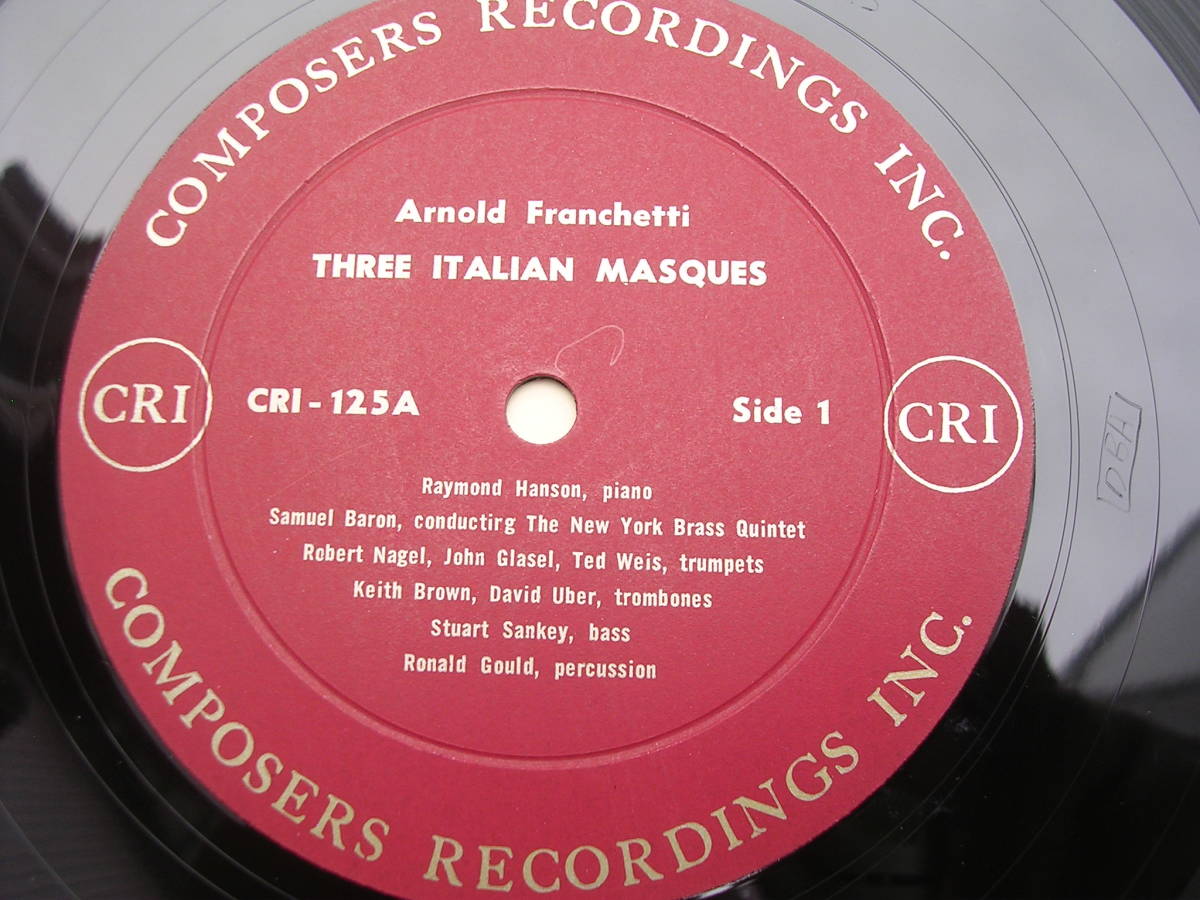 COMPOSERS RECORDINGS INC.
Arnold Franchetti
THREE ITALIAN MASQUES
CRI
CRI - 125A
Side 1
CRI
Raymond Hanson, piano
Samuel Baron, conductirg The New York Brass Quintet
Robert Nagel, John Glasel, Ted Weis, trumpets
Keith Brown, David Uber, trombones
Stuart Sankey, bass
Ronald Gould, percussion
COMPOSERS RECORDINGS INC.
DBA